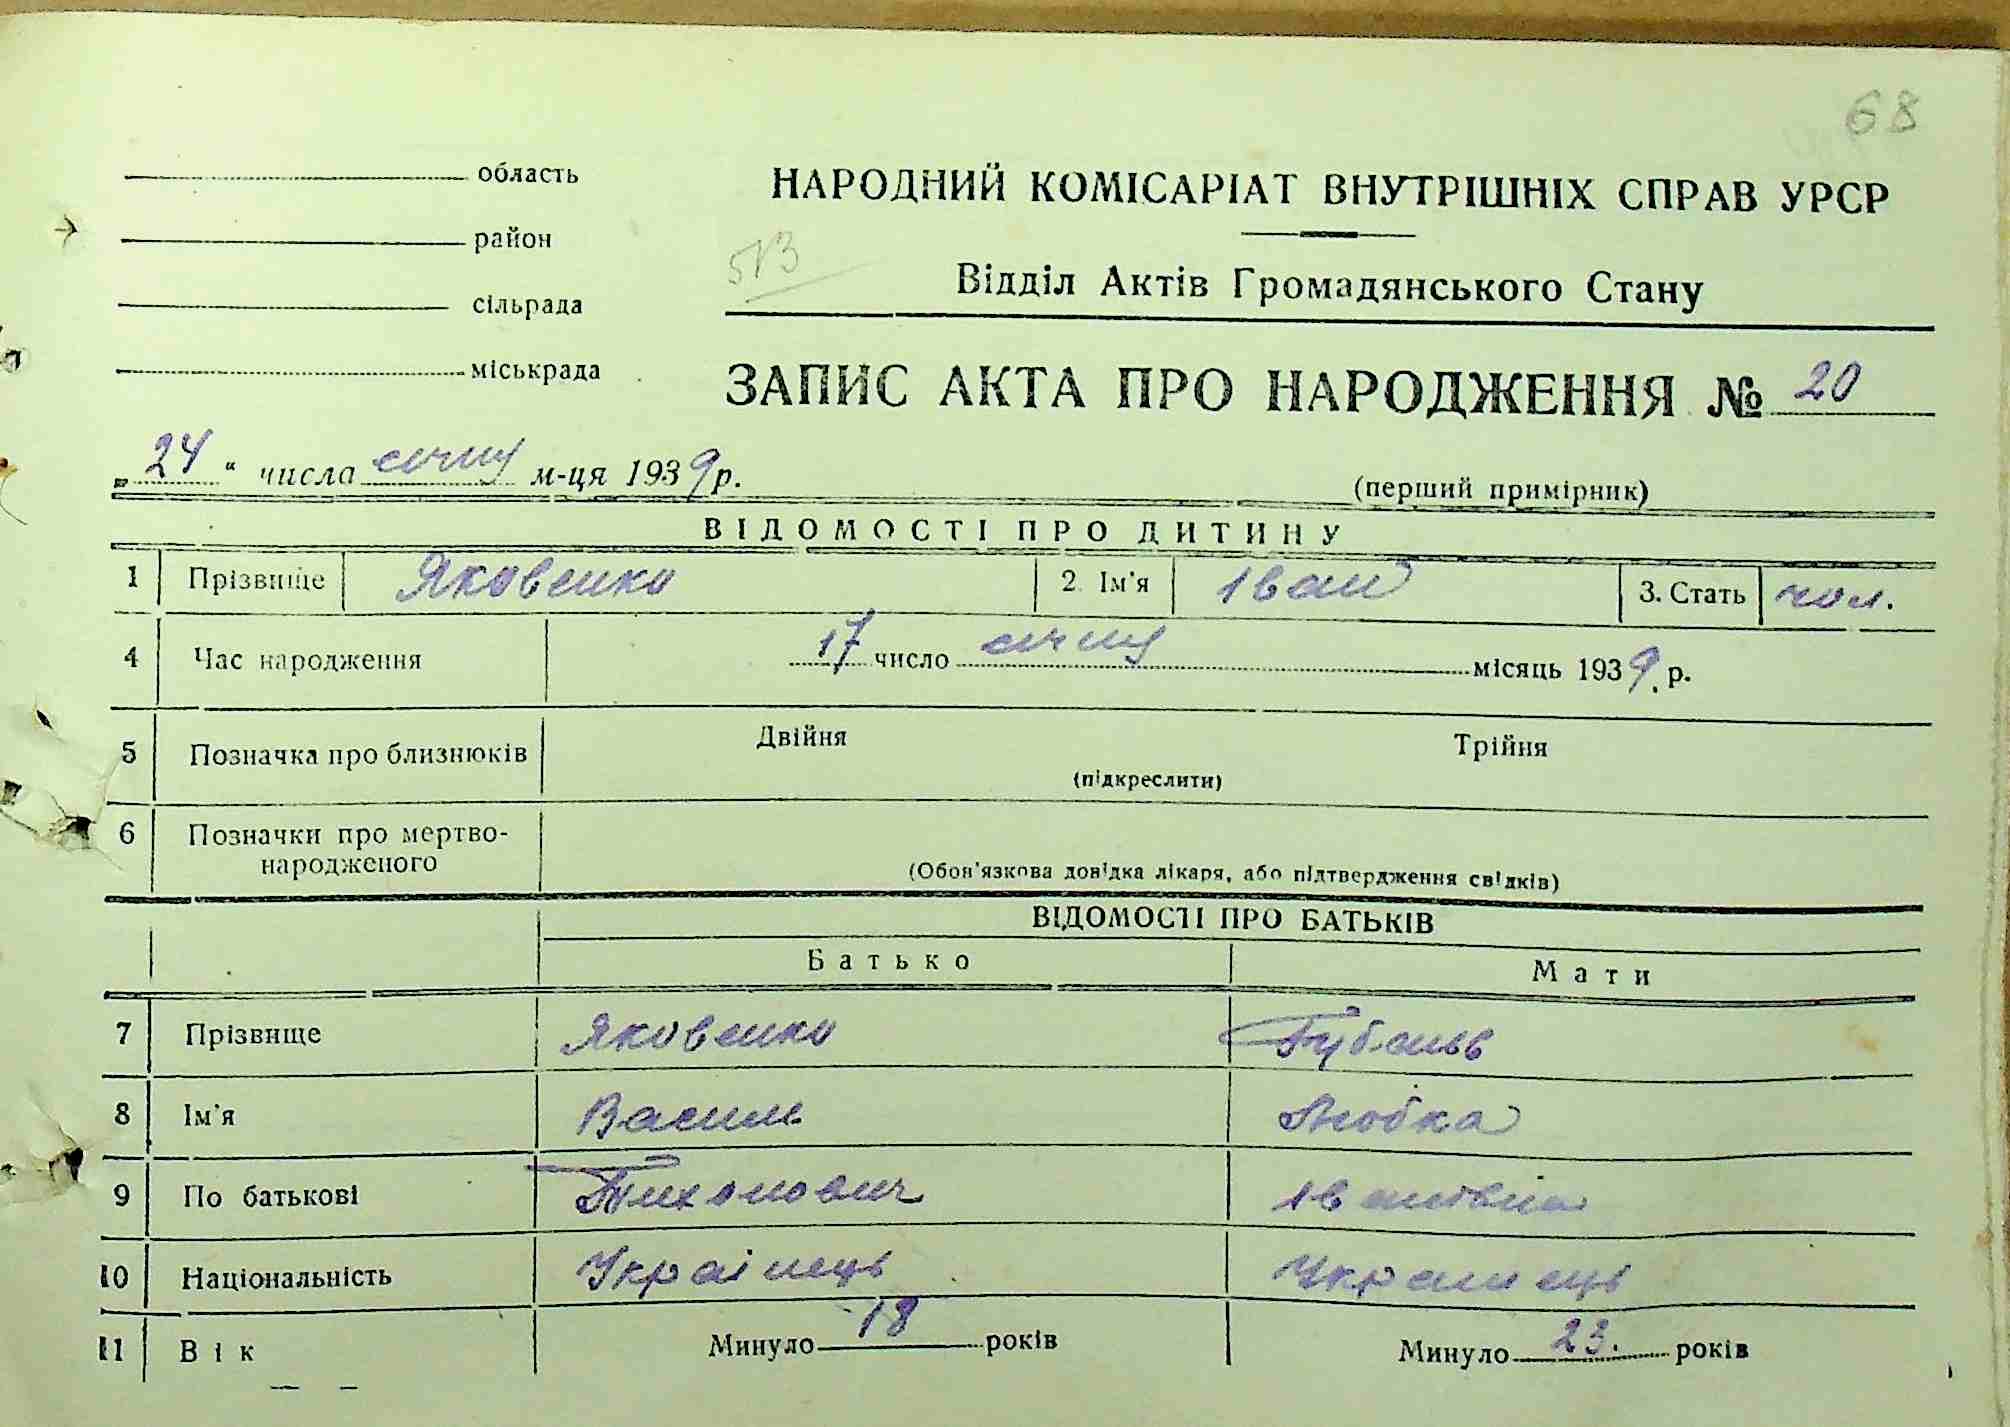 68
область
район
сільрада
міськрада
НАРОДНИЙ КОМІСАРІАТ ВНУТРІШНІХ СПРАВ УРСР
Відділ Актів Громадянського Стану
ЗАПИС АКТА ПРО НАРОДЖЕННЯ № 20
„24“ числа січня м-ця 1939 р.
(перший примірник)
ВІДОМОСТІ ПРО ДИТИНУ
1 Прізвище Яковенко 2. Ім'я Іван 3. Стать чол.
4 Час народження 17 число січня місяць 1939 р.
5 Позначка про близнюків Двійня Трійня
(підкреслити)
6 Позначки про мертво-
народженого
(Обов'язкова довідка лікаря, або підтвердження свідків)
ВІДОМОСТІ ПРО БАТЬКІВ
Батько Мати
7 Прізвище Яковенко
8 Ім'я Василь Любка
9 По батькові Тихонович Іванівна
10 Національність Українець Українець
11 Вік Минуло 18 років Минуло 23. років